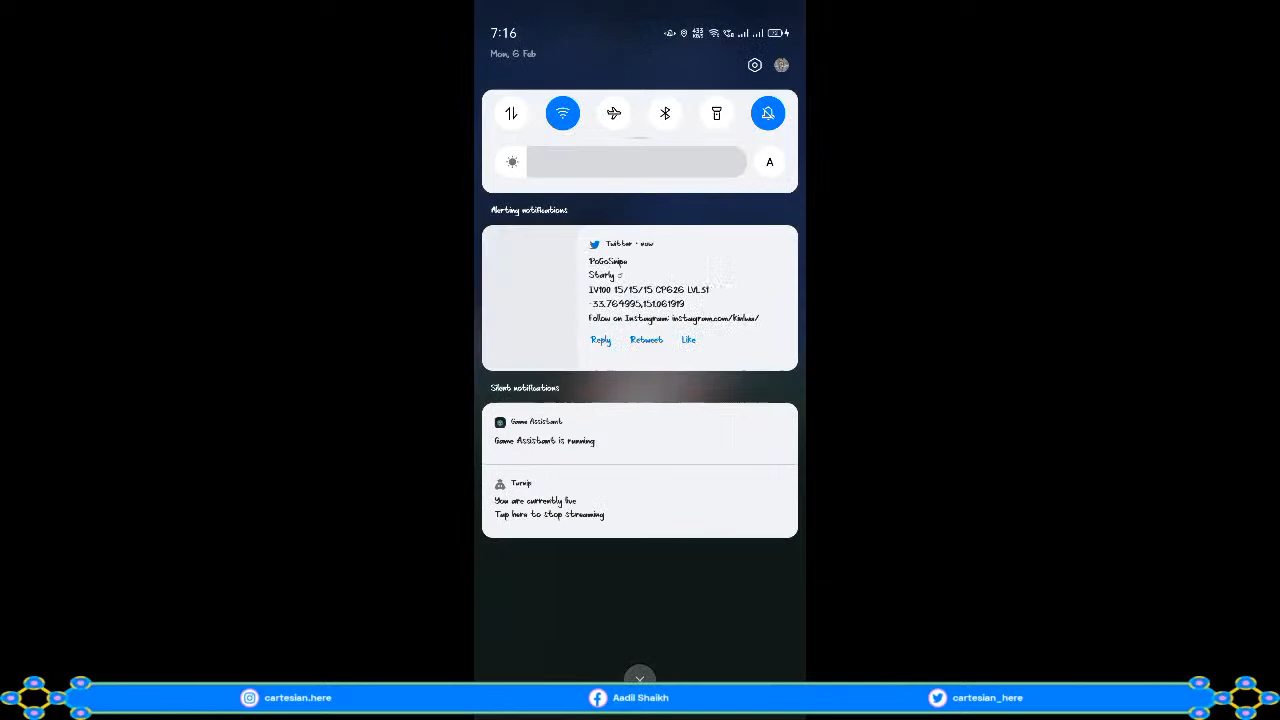 7:16
Mon, 6 Feb
A
Alerting notifications
Twitter • now
PoGoSnipe
Starly ♂
IV100 15/15/15 CP626 LVL31
-33.764995,151.061919
Follow on Instagram: instagram.com/kinlwa/
Reply Retweet Like
Silent notifications
Game Assistant
Game Assistant is running
Turnip
You are currently live
Tap here to stop streaming
cartesian.here Aadil Shaikh cartesian_here